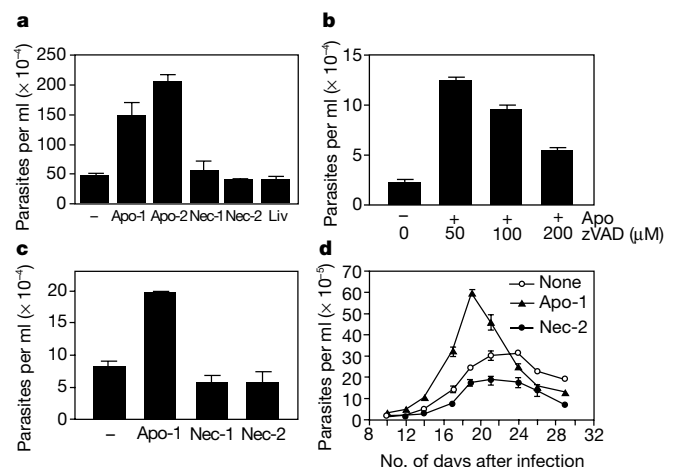 a
Parasites per ml (× 10⁻⁴)
250
200
150
100
50
0
– Apo-1 Apo-2 Nec-1 Nec-2 Liv
b
Parasites per ml (× 10⁻⁴)
15
10
5
0
– + + + Apo
0 50 100 200 zVAD (μM)
c
Parasites per ml (× 10⁻⁴)
20
15
10
5
0
– Apo-1 Nec-1 Nec-2
d
Parasites per ml (× 10⁻⁵)
70
60
50
40
30
20
10
0
None
Apo-1
Nec-2
8 12 16 20 24 28 32
No. of days after infection